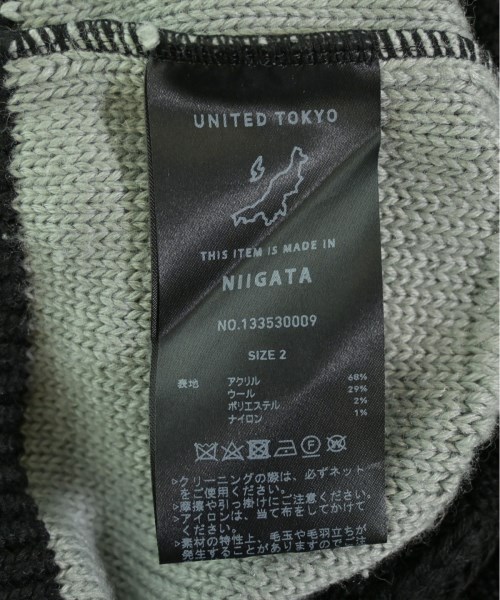 UNITED TOKYO
THIS ITEM IS MADE IN
NIIGATA
NO.133530009
SIZE 2
表地 アクリル 68%
ウール 29%
ポリエステル 2%
ナイロン 1%
>クリーニングの際は、必ずネット
をご使用ください。
>摩擦や引っ掛けにご注意ください。
>アイロンは、当て布をしてかけて
ください。
>素材の特性上、毛玉や毛羽立ちが
発生することがありますのでご